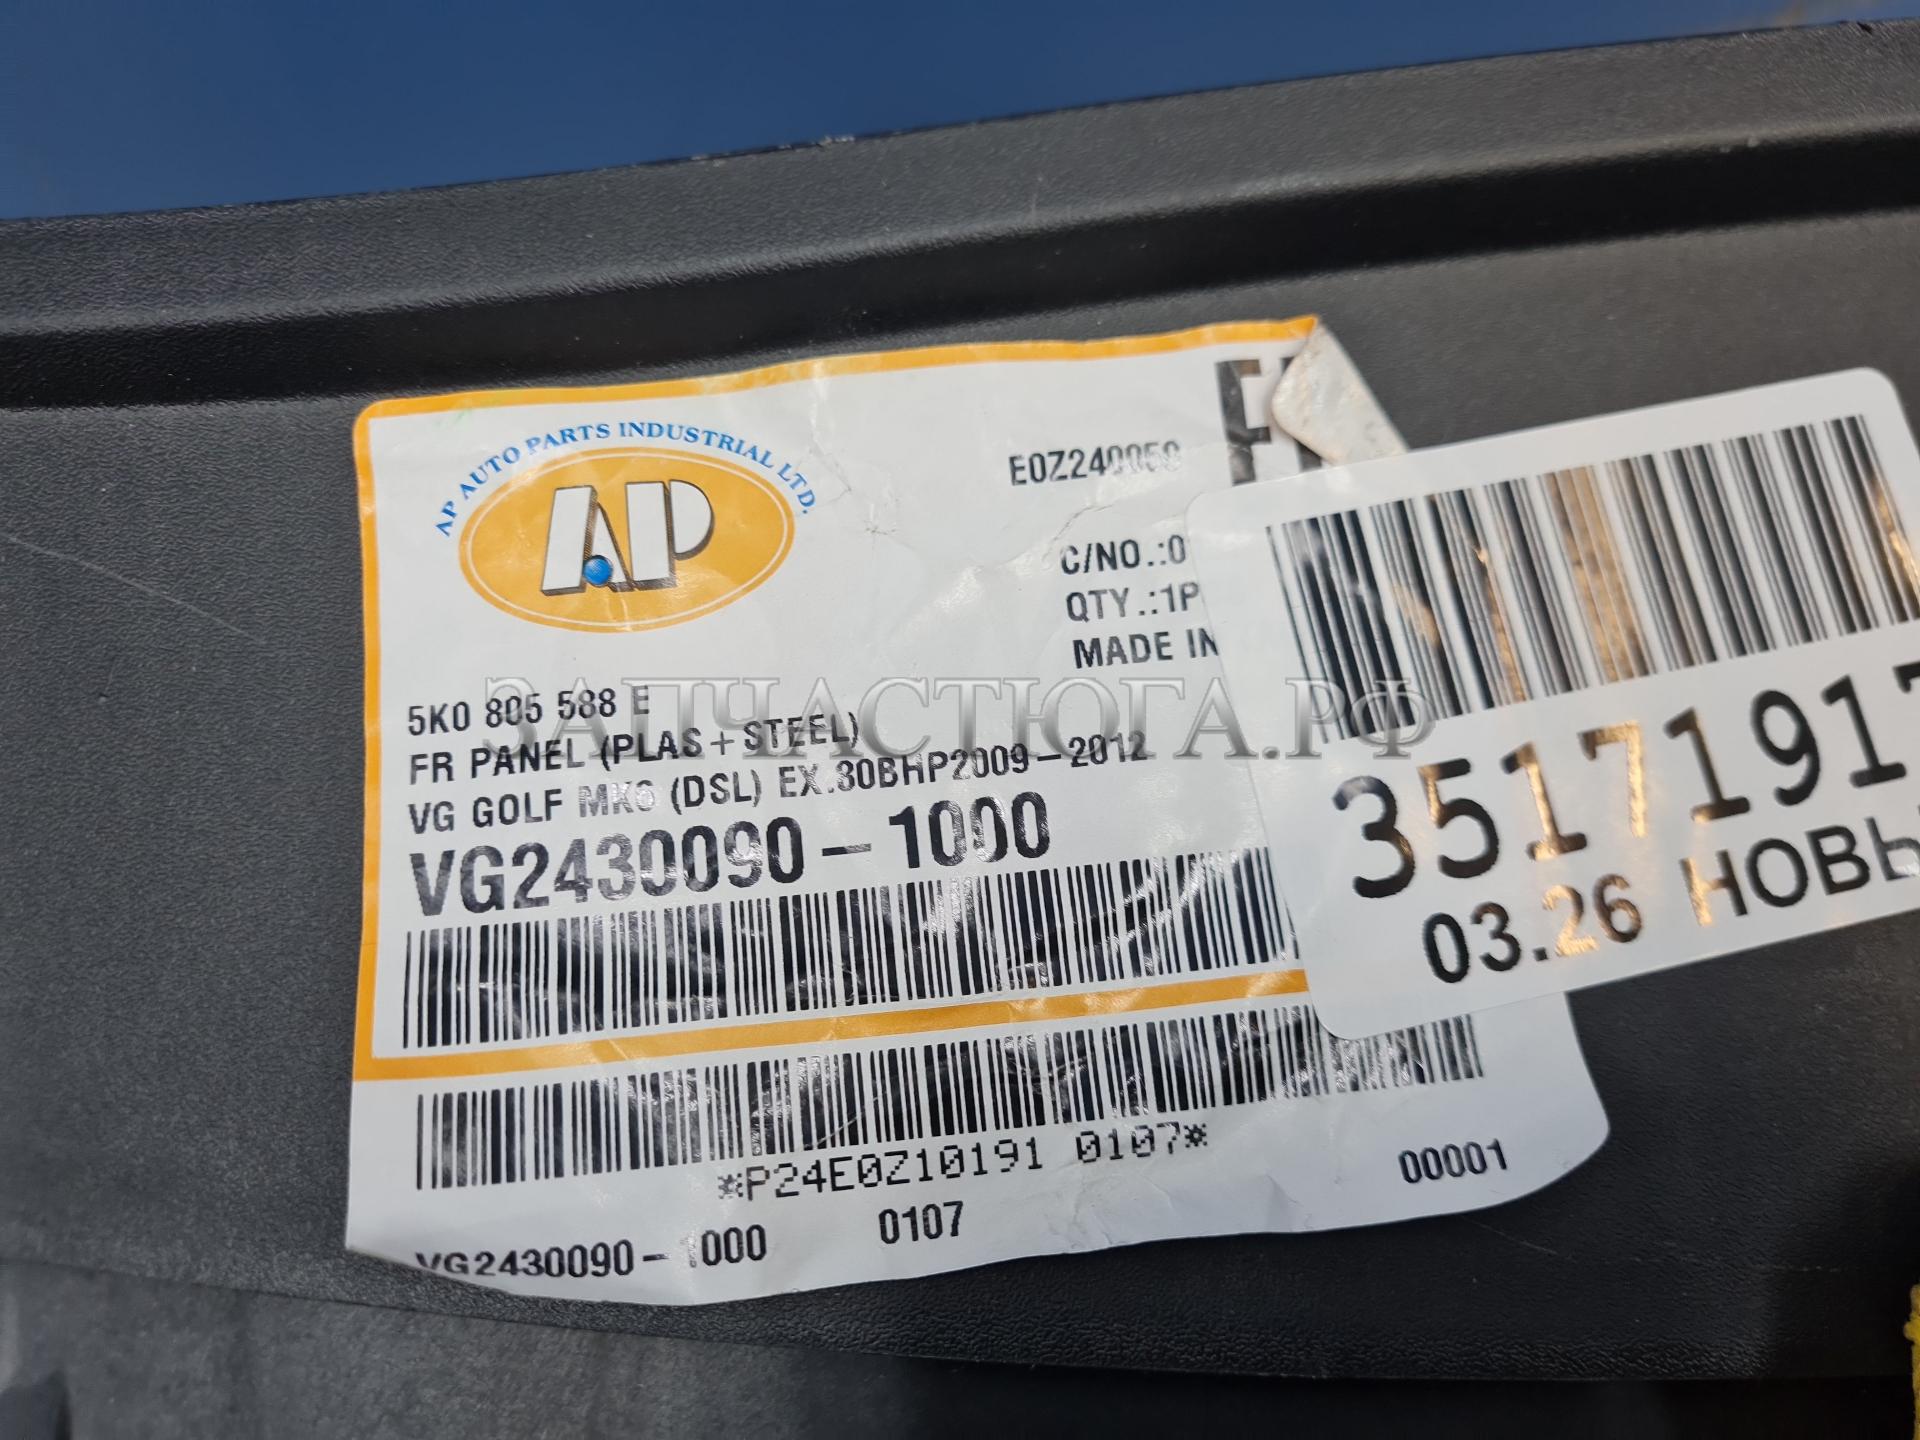 AP AUTO PARTS INDUSTRIAL LTD.
AP
C/NO.:0
QTY.:1P
MADE IN
5K0 805 588 E
FR PANEL (PLAS+STEEL)
VG GOLF MK6 (DSL) EX.30BHP2009-2012
VG2430090-1000
*P24E0Z10191 0107*
00001
VG2430090-1000 0107
3517191
03.26 НОВЬ
ЗАПЧАСТЮГА.РФ